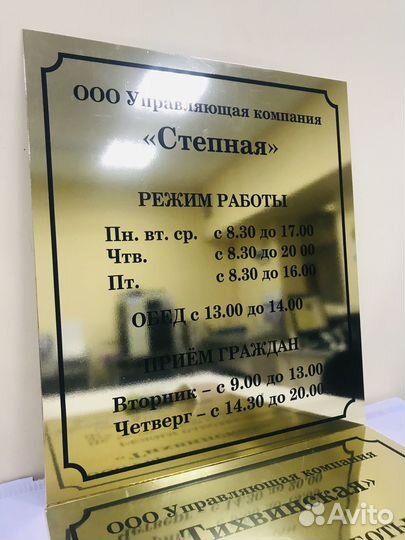 ООО Управляющая компания
«Степная»
РЕЖИМ РАБОТЫ
Пн. вт. ср. с 8.30 до 17.00
Чтв. с 8.30 до 20 00
Пт. с 8.30 до 16.00
ОБЕД с 13.00 до 14.00
ПРИЁМ ГРАЖДАН
Вторник – с 9.00 до 13.00
Четверг – с 14.30 до 20.00
ООО Управляющая компания
«Тихвинская»
Avito